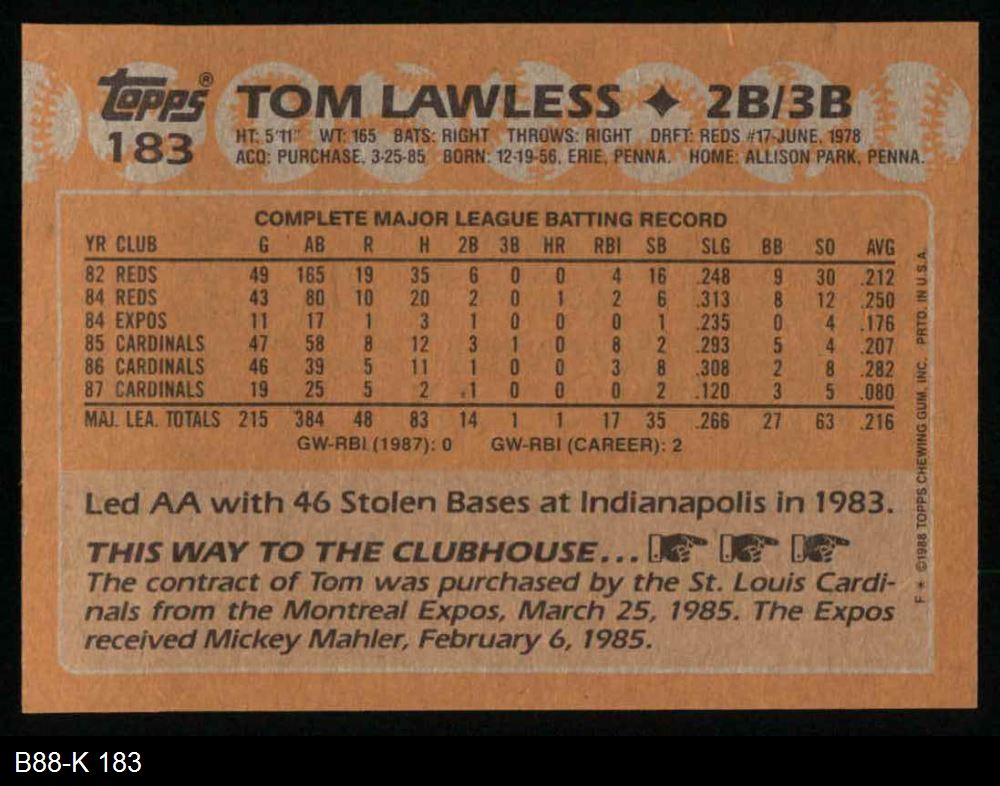 Topps® TOM LAWLESS ✦ 2B/3B
183
HT: 5'11" WT: 165 BATS: RIGHT THROWS: RIGHT DRFT: REDS #17-JUNE, 1978
ACQ: PURCHASE, 3-25-85 BORN: 12-19-56, ERIE, PENNA. HOME: ALLISON PARK, PENNA.
COMPLETE MAJOR LEAGUE BATTING RECORD
YR CLUB G AB R H 2B 3B HR RBI SB SLG BB SO AVG
82 REDS 49 165 19 35 6 0 0 4 16 .248 9 30 .212
84 REDS 43 80 10 20 2 0 1 2 6 .313 8 12 .250
84 EXPOS 11 17 1 3 1 0 0 0 1 .235 0 4 .176
85 CARDINALS 47 58 8 12 3 1 0 8 2 .293 5 4 .207
86 CARDINALS 46 39 5 11 1 0 0 3 8 .308 2 8 .282
87 CARDINALS 19 25 5 2 1 0 0 0 2 .120 3 5 .080
MAJ. LEA. TOTALS 215 384 48 83 14 1 1 17 35 .266 27 63 .216
GW-RBI (1987): 0 GW-RBI (CAREER): 2
Led AA with 46 Stolen Bases at Indianapolis in 1983.
THIS WAY TO THE CLUBHOUSE...
The contract of Tom was purchased by the St. Louis Cardi-
nals from the Montreal Expos, March 25, 1985. The Expos
received Mickey Mahler, February 6, 1985.
F * ©1988 TOPPS CHEWING GUM, INC. PRTD. IN U.S.A.
B88-K 183